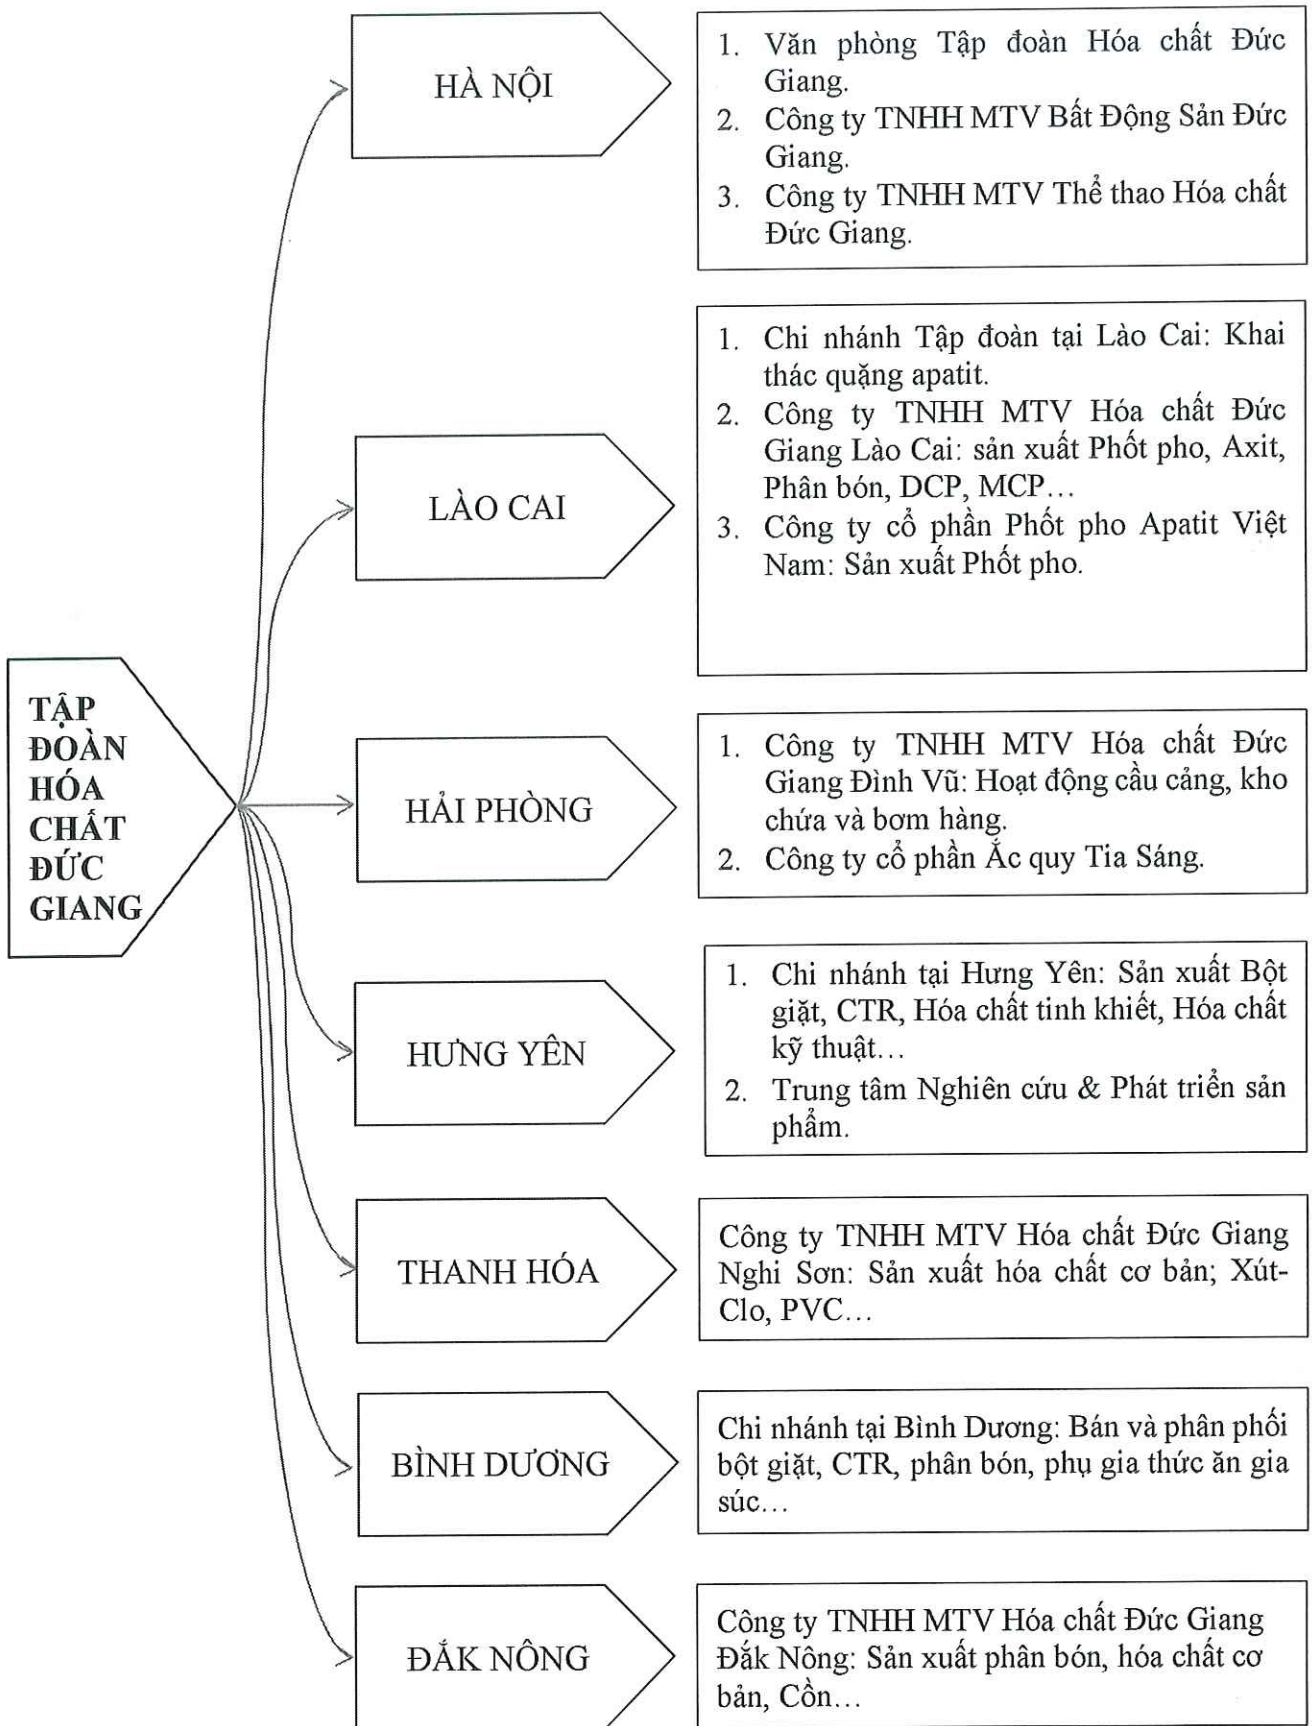 TẬP
ĐOÀN
HÓA
CHẤT
ĐỨC
GIANG
HÀ NỘI
1. Văn phòng Tập đoàn Hóa chất Đức
Giang.
2. Công ty TNHH MTV Bất Động Sản Đức
Giang.
3. Công ty TNHH MTV Thể thao Hóa chất
Đức Giang.
LÀO CAI
1. Chi nhánh Tập đoàn tại Lào Cai: Khai
thác quặng apatit.
2. Công ty TNHH MTV Hóa chất Đức
Giang Lào Cai: sản xuất Phốt pho, Axit,
Phân bón, DCP, MCP…
3. Công ty cổ phần Phốt pho Apatit Việt
Nam: Sản xuất Phốt pho.
HẢI PHÒNG
1. Công ty TNHH MTV Hóa chất Đức
Giang Đình Vũ: Hoạt động cầu cảng, kho
chứa và bơm hàng.
2. Công ty cổ phần Ắc quy Tia Sáng.
HƯNG YÊN
1. Chi nhánh tại Hưng Yên: Sản xuất Bột
giặt, CTR, Hóa chất tinh khiết, Hóa chất
kỹ thuật…
2. Trung tâm Nghiên cứu & Phát triển sản
phẩm.
THANH HÓA
Công ty TNHH MTV Hóa chất Đức Giang
Nghi Sơn: Sản xuất hóa chất cơ bản; Xút-
Clo, PVC…
BÌNH DƯƠNG
Chi nhánh tại Bình Dương: Bán và phân phối
bột giặt, CTR, phân bón, phụ gia thức ăn gia
súc…
ĐẮK NÔNG
Công ty TNHH MTV Hóa chất Đức Giang
Đắk Nông: Sản xuất phân bón, hóa chất cơ
bản, Cồn…